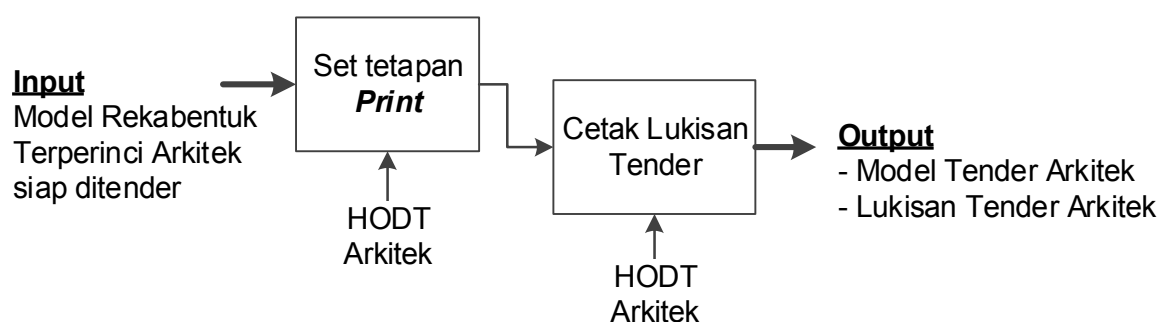 Input
Model Rekabentuk
Terperinci Arkitek
siap ditender
Set tetapan
Print
HODT
Arkitek
Cetak Lukisan
Tender
HODT
Arkitek
Output
- Model Tender Arkitek
- Lukisan Tender Arkitek